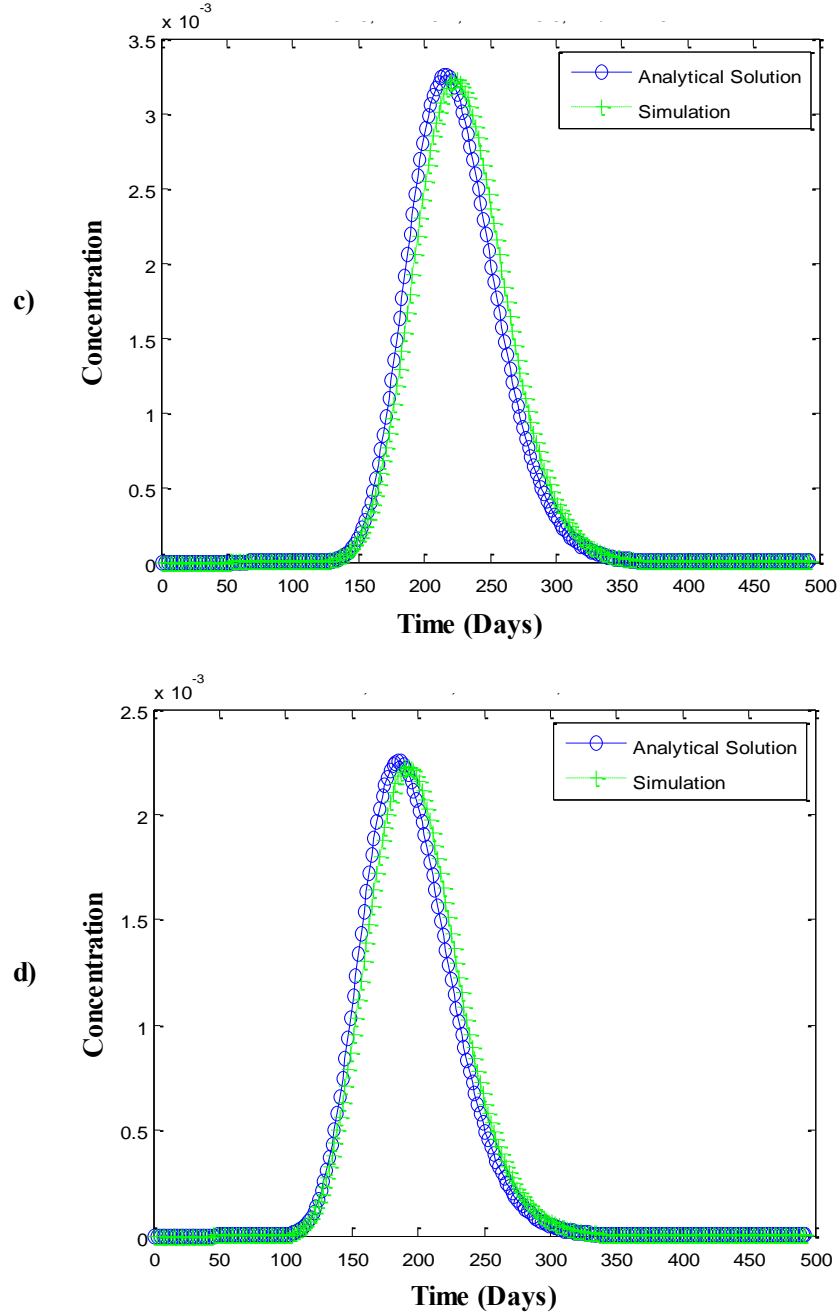 x 10-3
3.5
3
2.5
2
1.5
1
0.5
0
c)
Concentration
Analytical Solution
Simulation
0 50 100 150 200 250 300 350 400 450 500
Time (Days)
x 10-3
2.5
2
1.5
1
0.5
0
d)
Concentration
Analytical Solution
Simulation
0 50 100 150 200 250 300 350 400 450 500
Time (Days)